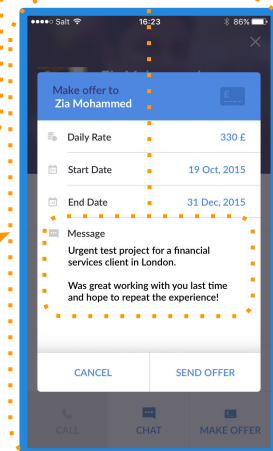 Salt 16:23 86%
Make offer to
Zia Mohammed
£
Daily Rate 330 £
Start Date 19 Oct, 2015
End Date 31 Dec, 2015
Message
Urgent test project for a financial
services client in London.
Was great working with you last time
and hope to repeat the experience!
CANCEL SEND OFFER
CALL CHAT MAKE OFFER